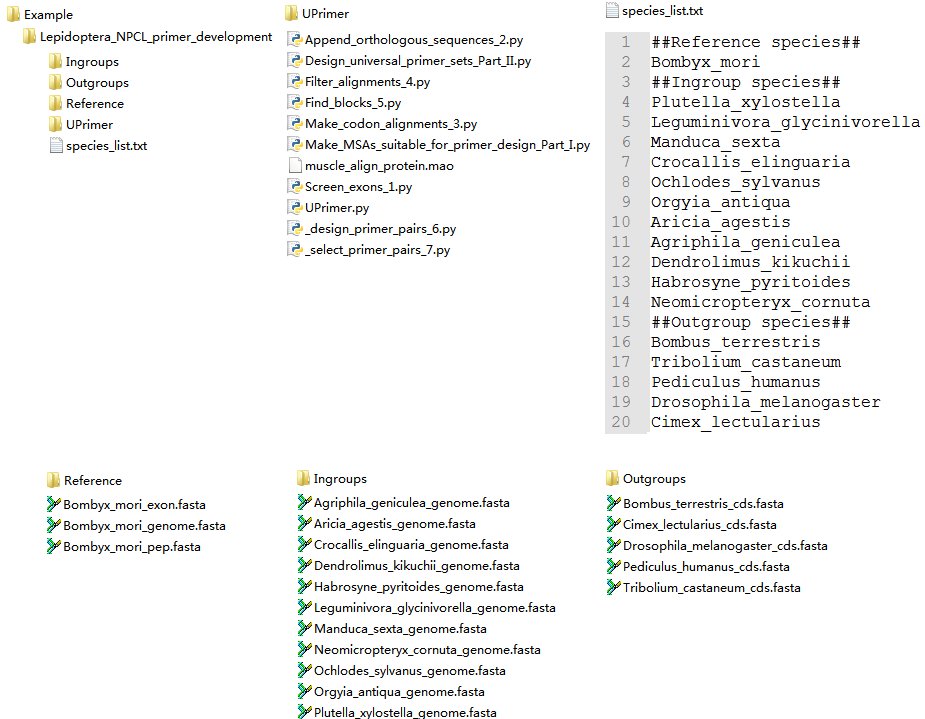 Example
Lepidoptera_NPCL_primer_development
Ingroups
Outgroups
Reference
UPrimer
species_list.txt
UPrimer
Append_orthologous_sequences_2.py
Design_universal_primer_sets_Part_II.py
Filter_alignments_4.py
Find_blocks_5.py
Make_codon_alignments_3.py
Make_MSAs_suitable_for_primer_design_Part_I.py
muscle_align_protein.mao
Screen_exons_1.py
UPrimer.py
_design_primer_pairs_6.py
_select_primer_pairs_7.py
species_list.txt
1 ##Reference species##
2 Bombyx_mori
3 ##Ingroup species##
4 Plutella_xylostella
5 Leguminivora_glycinivorella
6 Manduca_sexta
7 Crocallis_elinguaria
8 Ochlodes_sylvanus
9 Orgyia_antiqua
10 Aricia_agestis
11 Agriphila_geniculea
12 Dendrolimus_kikuchii
13 Habrosyne_pyritoides
14 Neomicropteryx_cornuta
15 ##Outgroup species##
16 Bombus_terrestris
17 Tribolium_castaneum
18 Pediculus_humanus
19 Drosophila_melanogaster
20 Cimex_lectularius
Reference
Bombyx_mori_exon.fasta
Bombyx_mori_genome.fasta
Bombyx_mori_pep.fasta
Ingroups
Agriphila_geniculea_genome.fasta
Aricia_agestis_genome.fasta
Crocallis_elinguaria_genome.fasta
Dendrolimus_kikuchii_genome.fasta
Habrosyne_pyritoides_genome.fasta
Leguminivora_glycinivorella_genome.fasta
Manduca_sexta_genome.fasta
Neomicropteryx_cornuta_genome.fasta
Ochlodes_sylvanus_genome.fasta
Orgyia_antiqua_genome.fasta
Plutella_xylostella_genome.fasta
Outgroups
Bombus_terrestris_cds.fasta
Cimex_lectularius_cds.fasta
Drosophila_melanogaster_cds.fasta
Pediculus_humanus_cds.fasta
Tribolium_castaneum_cds.fasta